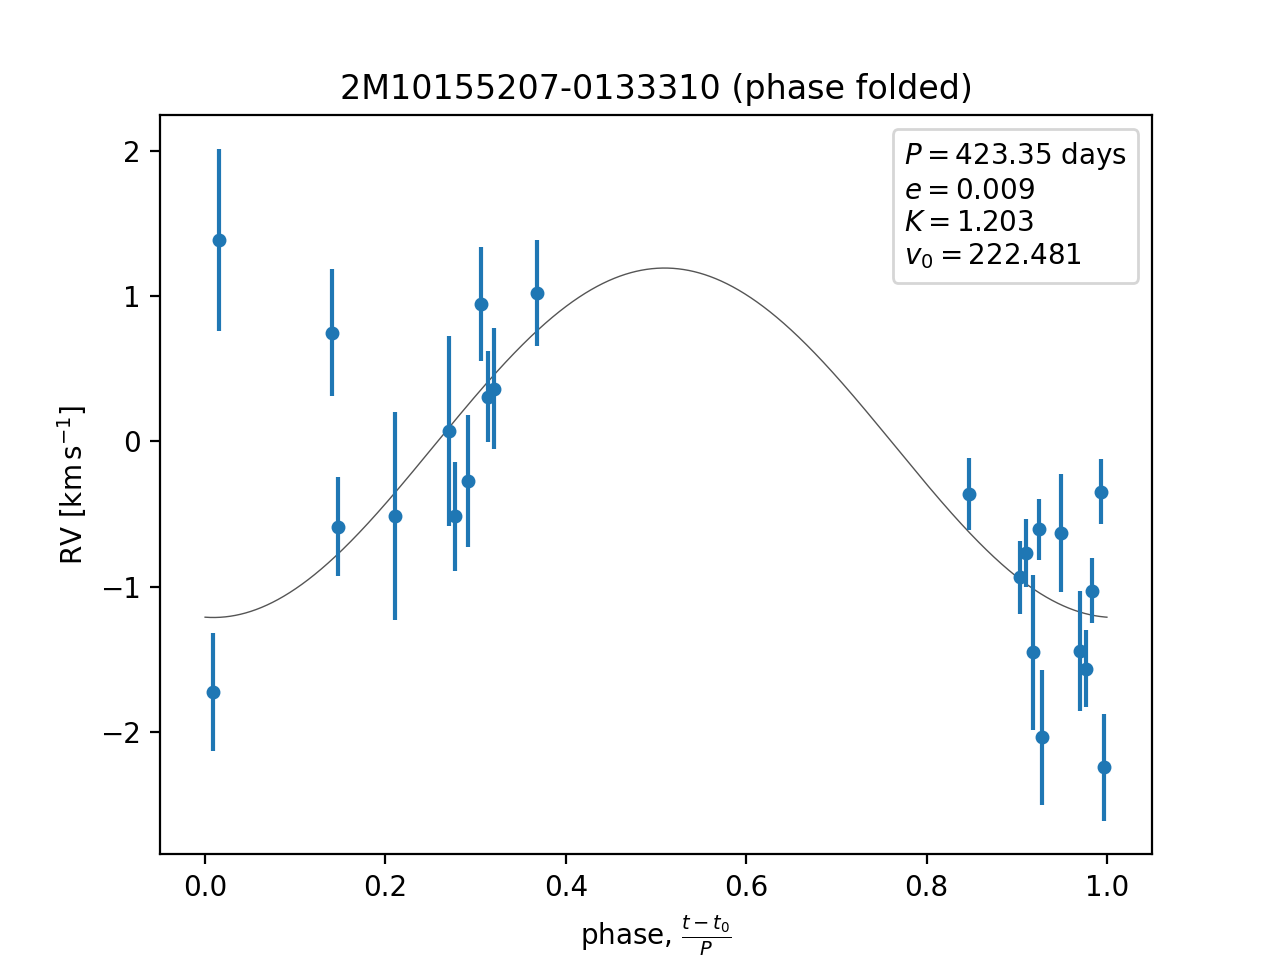 2M10155207-0133310 (phase folded)
P = 423.35 days
e = 0.009
K = 1.203
v₀ = 222.481
RV [km s⁻¹]
2
1
0
−1
−2
0.0 0.2 0.4 0.6 0.8 1.0
phase, (t − t₀)/P